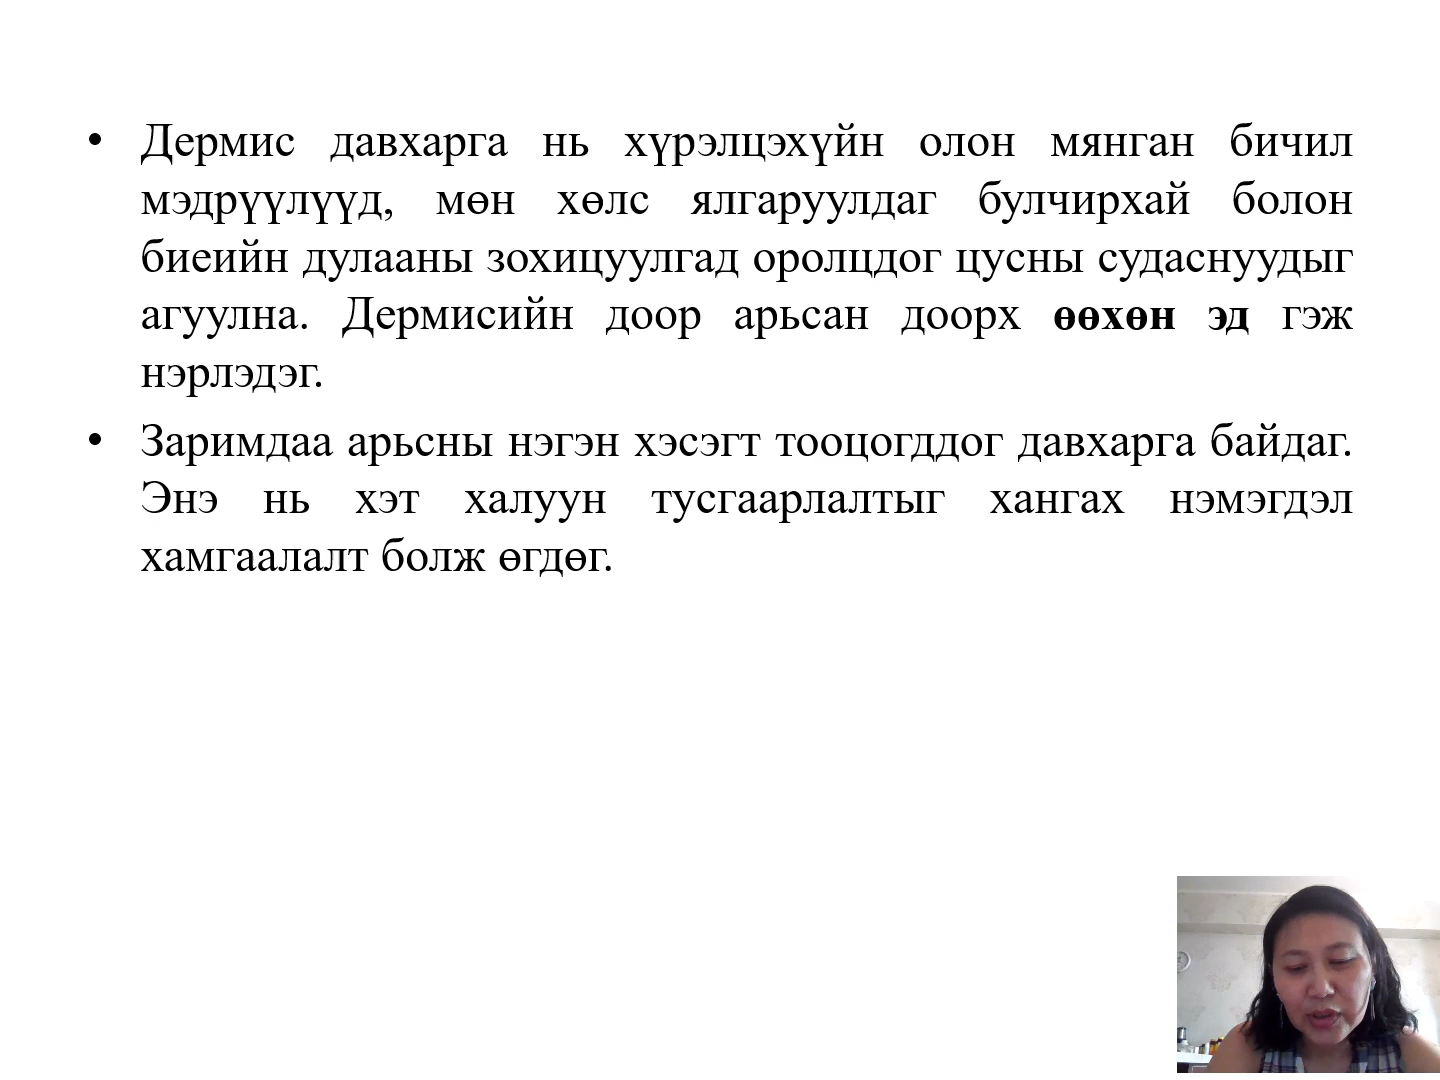 • Дермис давхарга нь хүрэлцэхүйн олон мянган бичил
мэдрүүлүүд, мөн хөлс ялгаруулдаг булчирхай болон
биеийн дулааны зохицуулгад оролцдог цусны судаснуудыг
агуулна. Дермисийн доор арьсан доорх өөхөн эд гэж
нэрлэдэг.
• Заримдаа арьсны нэгэн хэсэгт тооцогддог давхарга байдаг.
Энэ нь хэт халуун тусгаарлалтыг хангах нэмэгдэл
хамгаалалт болж өгдөг.